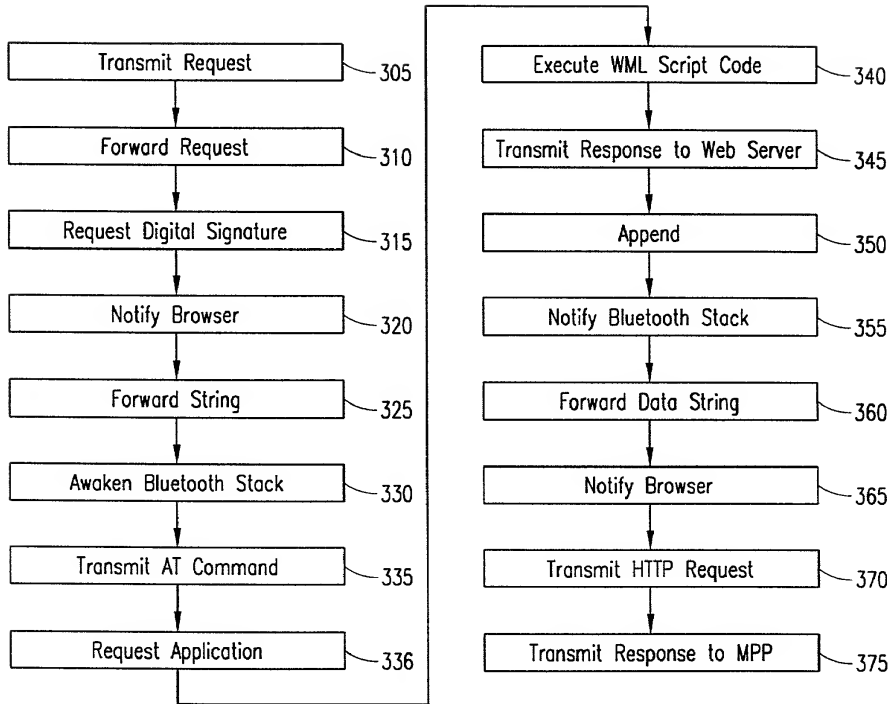 Transmit Request 305
Forward Request 310
Request Digital Signature 315
Notify Browser 320
Forward String 325
Awaken Bluetooth Stack 330
Transmit AT Command 335
Request Application 336
Execute WML Script Code 340
Transmit Response to Web Server 345
Append 350
Notify Bluetooth Stack 355
Forward Data String 360
Notify Browser 365
Transmit HTTP Request 370
Transmit Response to MPP 375